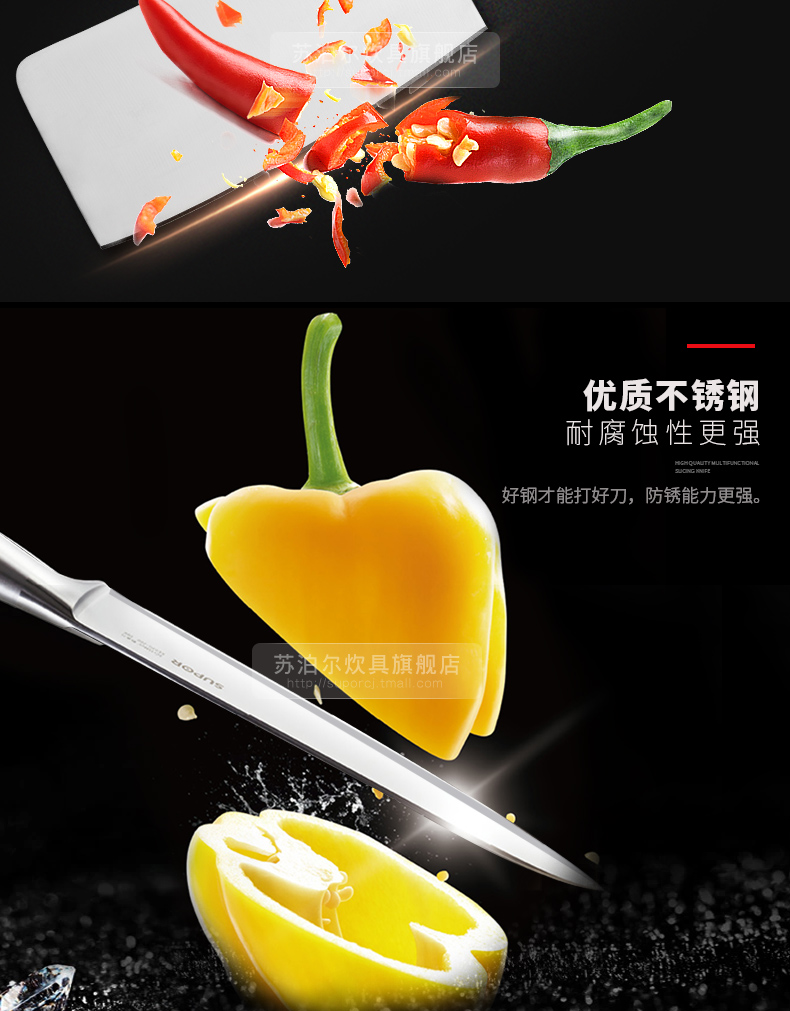 苏泊尔炊具旗舰店
优质不锈钢
耐腐蚀性更强
HIGH QUALITY MULTIFUNCTIONAL
SLICING KNIFE
好钢才能打好刀，防锈能力更强。
SUPOR
苏泊尔炊具旗舰店
http://suporcj.tmall.com